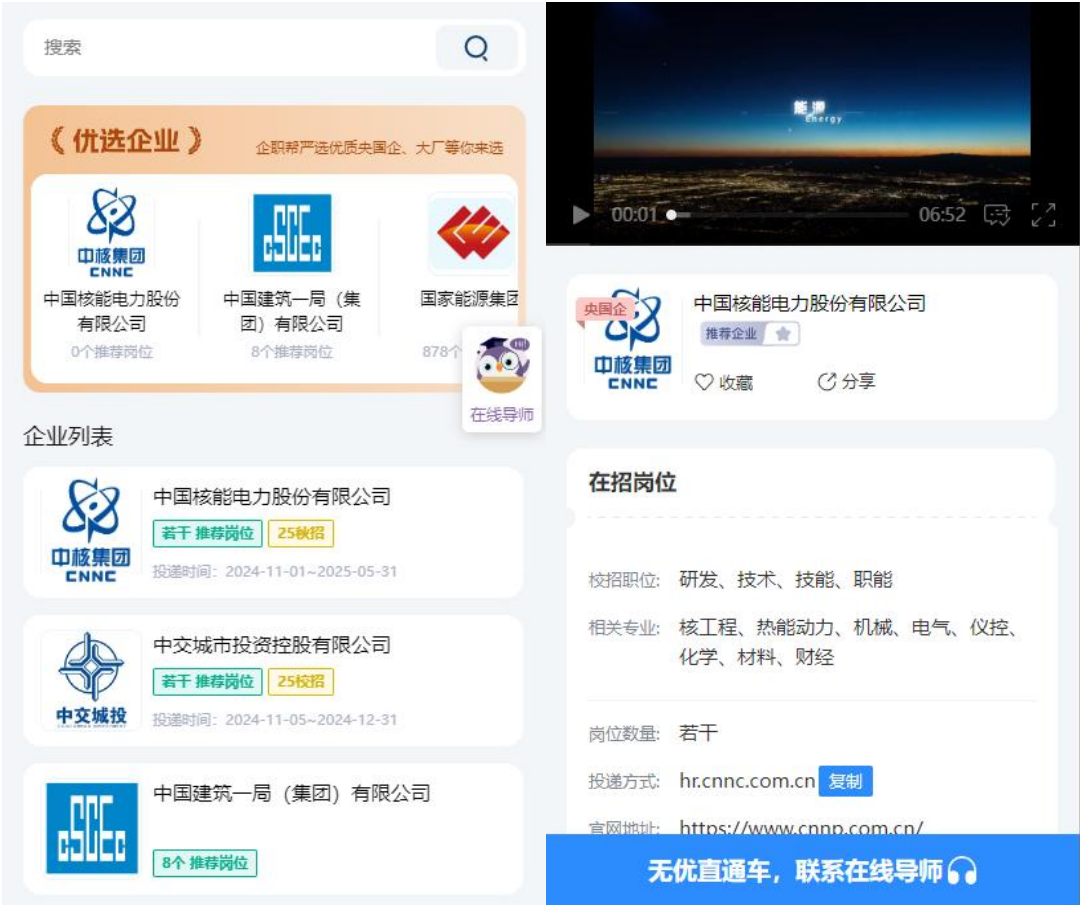 搜索
《优选企业》
企职帮严选优质央国企、大厂等你来选
中核集团
CNNC
中国核能电力股份
有限公司
0个推荐岗位
CSCEC
中国建筑一局（集
团）有限公司
8个推荐岗位
国家能源集团
878个
Hi!
在线导师
企业列表
中核集团
CNNC
中国核能电力股份有限公司
若干 推荐岗位
25秋招
投递时间：2024-11-01~2025-05-31
中交城投
中交城市投资控股有限公司
若干 推荐岗位
25校招
投递时间：2024-11-05~2024-12-31
CSCEC
中国建筑一局（集团）有限公司
8个 推荐岗位
能源
Energy
00:01
06:52
央国企
中核集团
CNNC
中国核能电力股份有限公司
推荐企业
收藏
分享
在招岗位
校招职位: 研发、技术、技能、职能
相关专业: 核工程、热能动力、机械、电气、仪控、
化学、材料、财经
岗位数量: 若干
投递方式: hr.cnnc.com.cn 复制
官网地址: https://www.cnnp.com.cn/
无优直通车，联系在线导师